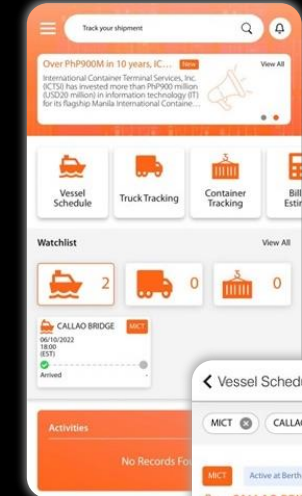 Track your shipment
Over PhP900M in 10 years, IC... New View All
International Container Terminal Services, Inc.
(ICTSI) has invested more than PhP900 million
(USD20 million) in information technology (IT)
for its flagship Manila International Containe...
Vessel
Schedule
Truck Tracking
Container
Tracking
Bill
Estim
Watchlist View All
2 0 0
CALLAO BRIDGE MICT
06/10/2022
18:00
(EST)
Arrived -
Activities
No Records Fo
Vessel Schedu
MICT CALLAO
MICT Active at Berth